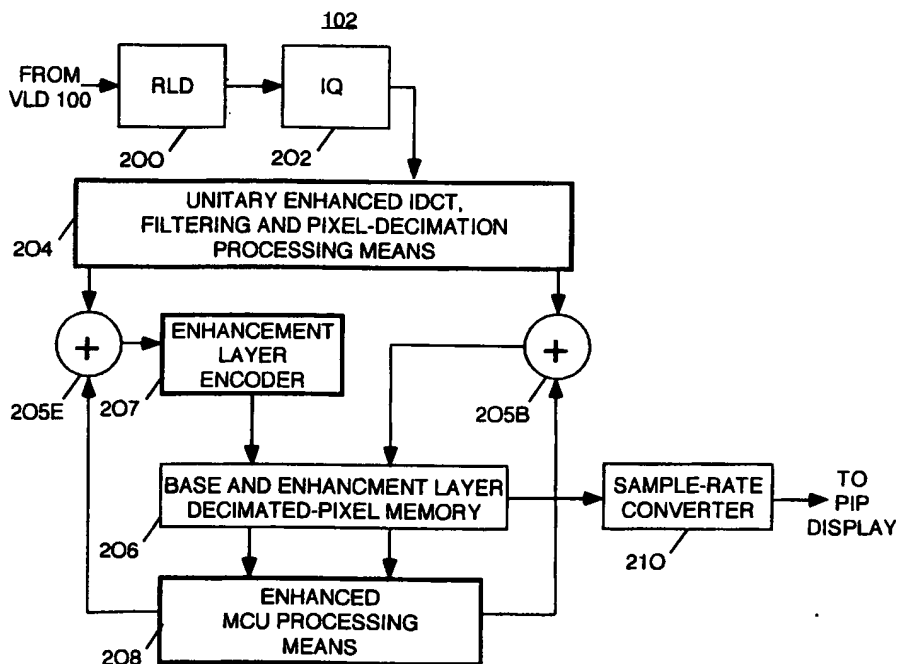 102
FROM
VLD 100
RLD
IQ
200
202
UNITARY ENHANCED IDCT,
FILTERING AND PIXEL-DECIMATION
PROCESSING MEANS
204
+
ENHANCEMENT
LAYER
ENCODER
+
205E
207
205B
BASE AND ENHANCMENT LAYER
DECIMATED-PIXEL MEMORY
SAMPLE-RATE
CONVERTER
TO
PIP
DISPLAY
206
210
ENHANCED
MCU PROCESSING
MEANS
208